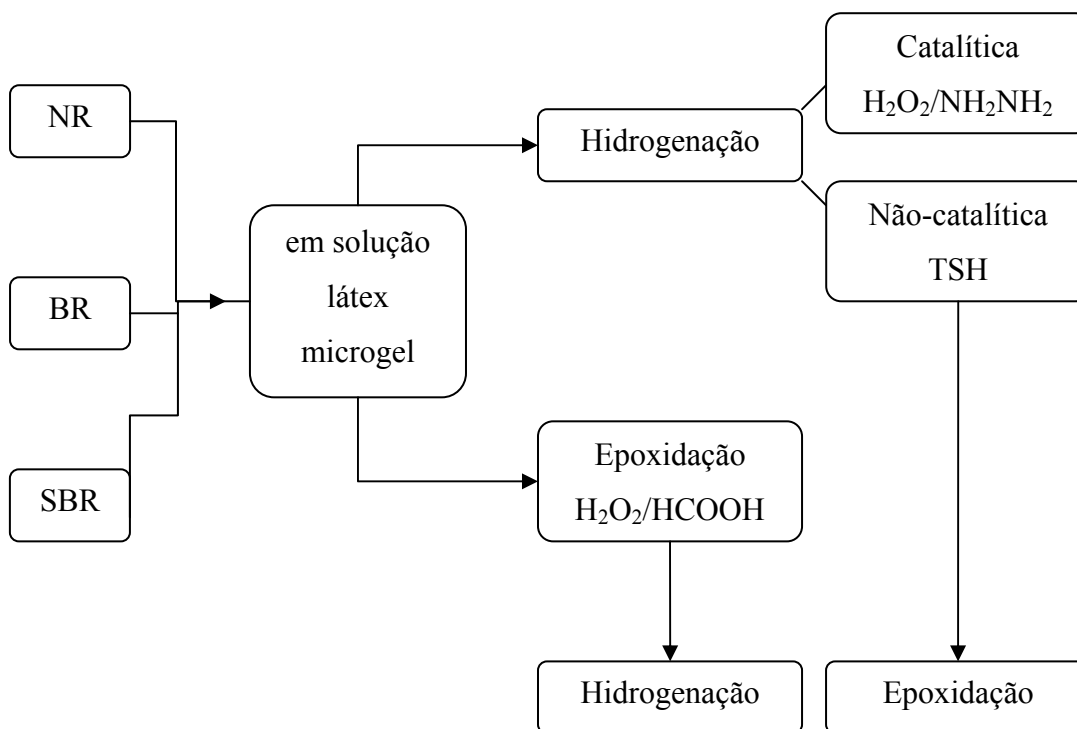 NR
BR
SBR
em solução
látex
microgel
Hidrogenação
Catalítica
H₂O₂/NH₂NH₂
Não-catalítica
TSH
Epoxidação
H₂O₂/HCOOH
Hidrogenação
Epoxidação